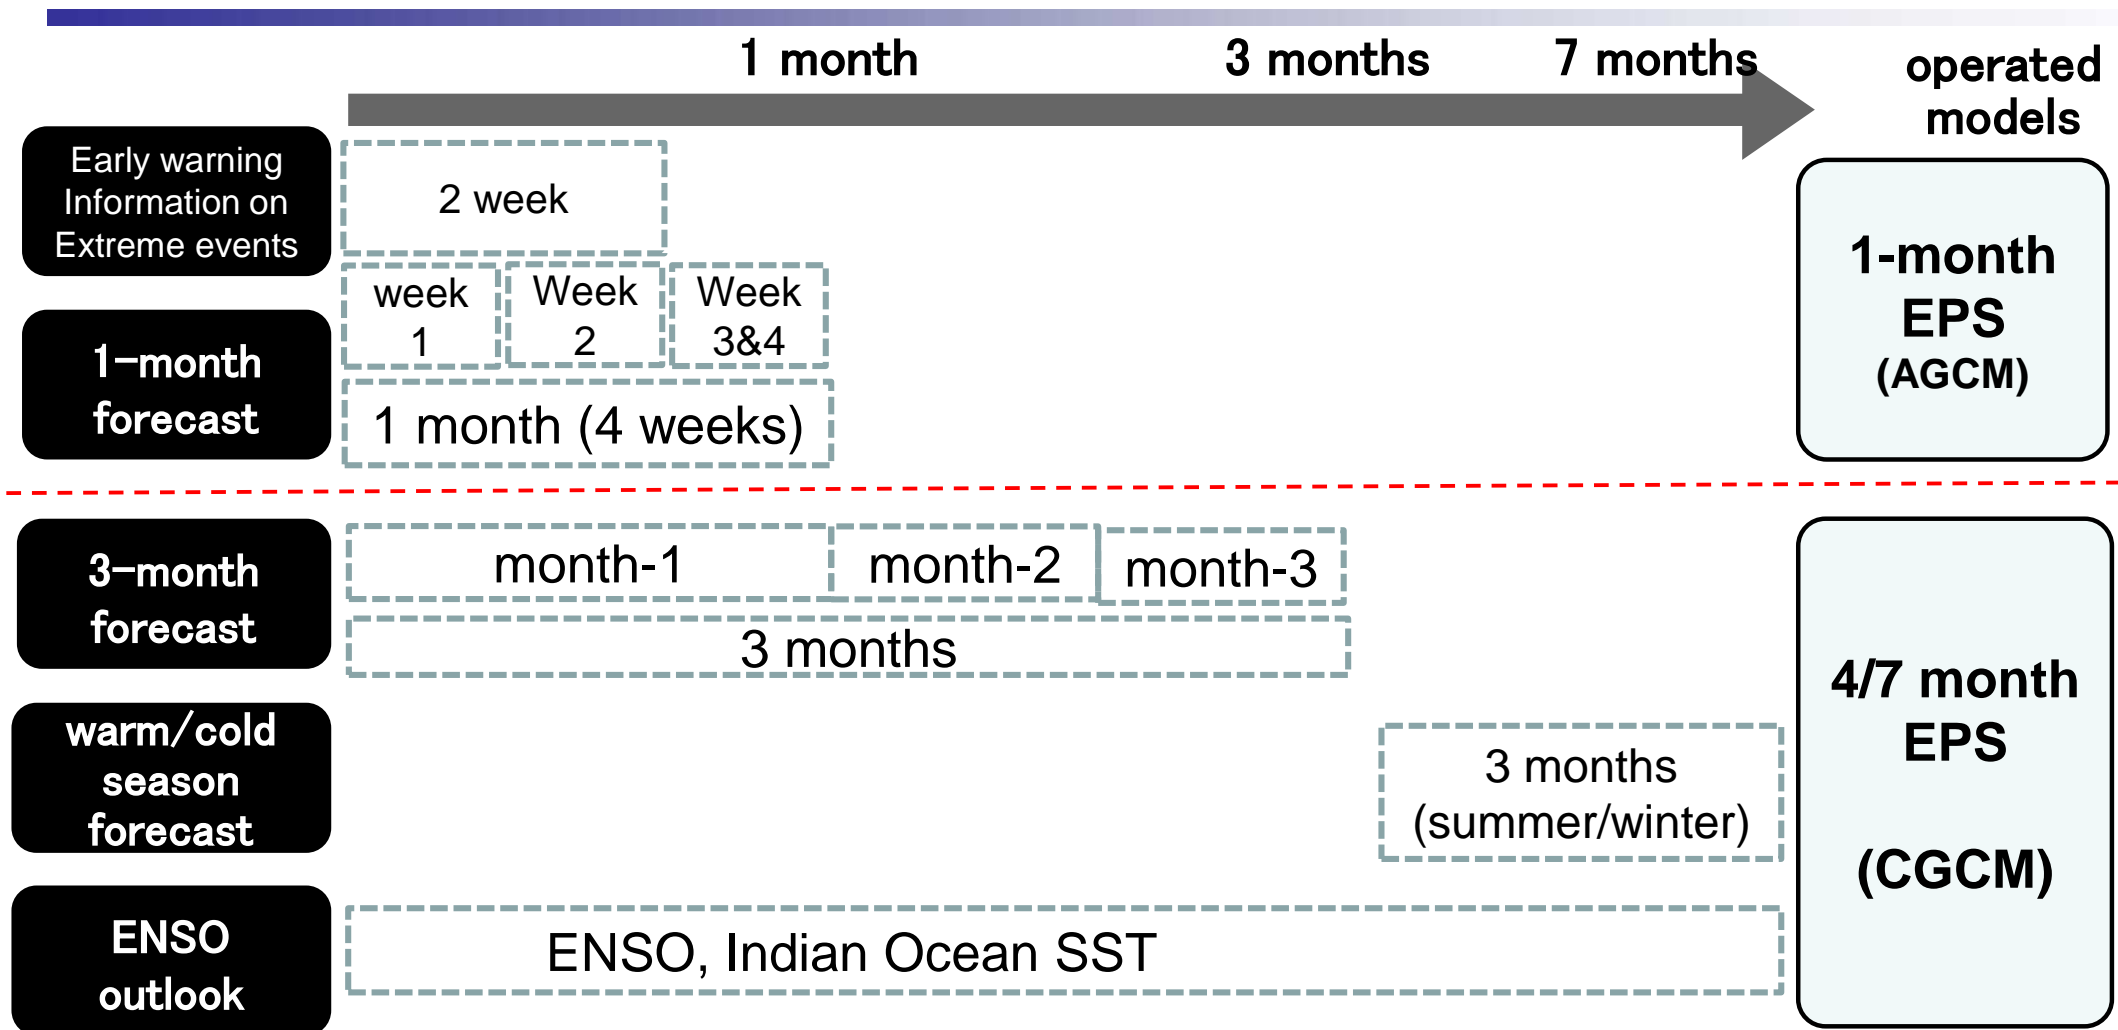 1 month
3 months
7 months
operated
models
Early warning
Information on
Extreme events
2 week
1-month
EPS
(AGCM)
week
1
Week
2
Week
3&4
1-month
forecast
1 month (4 weeks)
3-month
forecast
month-1
month-2
month-3
3 months
4/7 month
EPS
(CGCM)
warm/cold
season
forecast
3 months
(summer/winter)
ENSO
outlook
ENSO, Indian Ocean SST